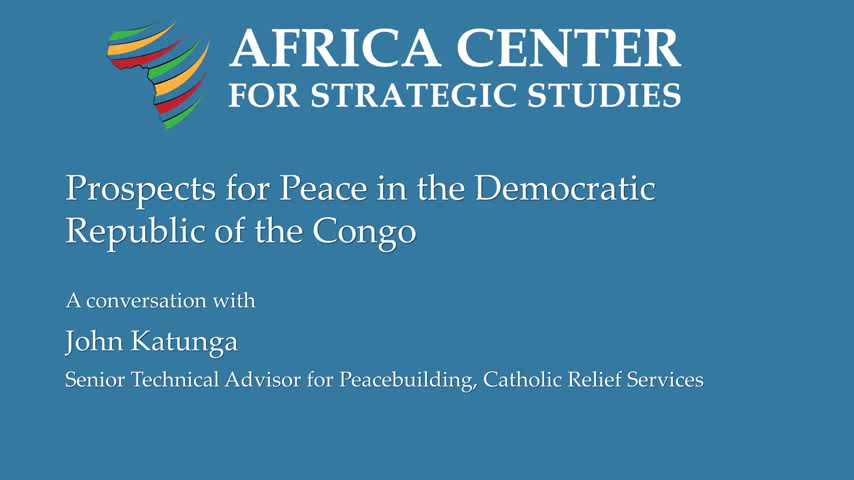 AFRICA CENTER
FOR STRATEGIC STUDIES
Prospects for Peace in the Democratic
Republic of the Congo
A conversation with
John Katunga
Senior Technical Advisor for Peacebuilding, Catholic Relief Services